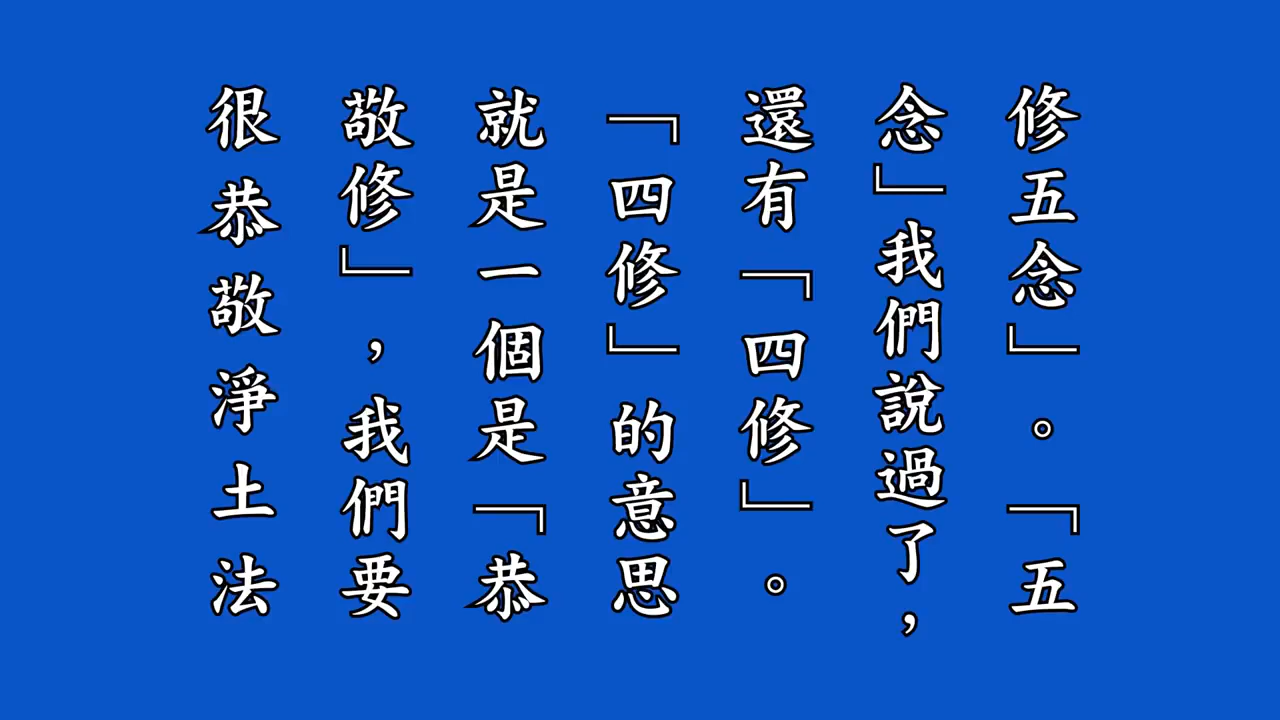 修五念」。「五
念」我們說過了，
還有「四修」。
「四修」的意思
就是一個是「恭
敬修」，我們要
很恭敬淨土法